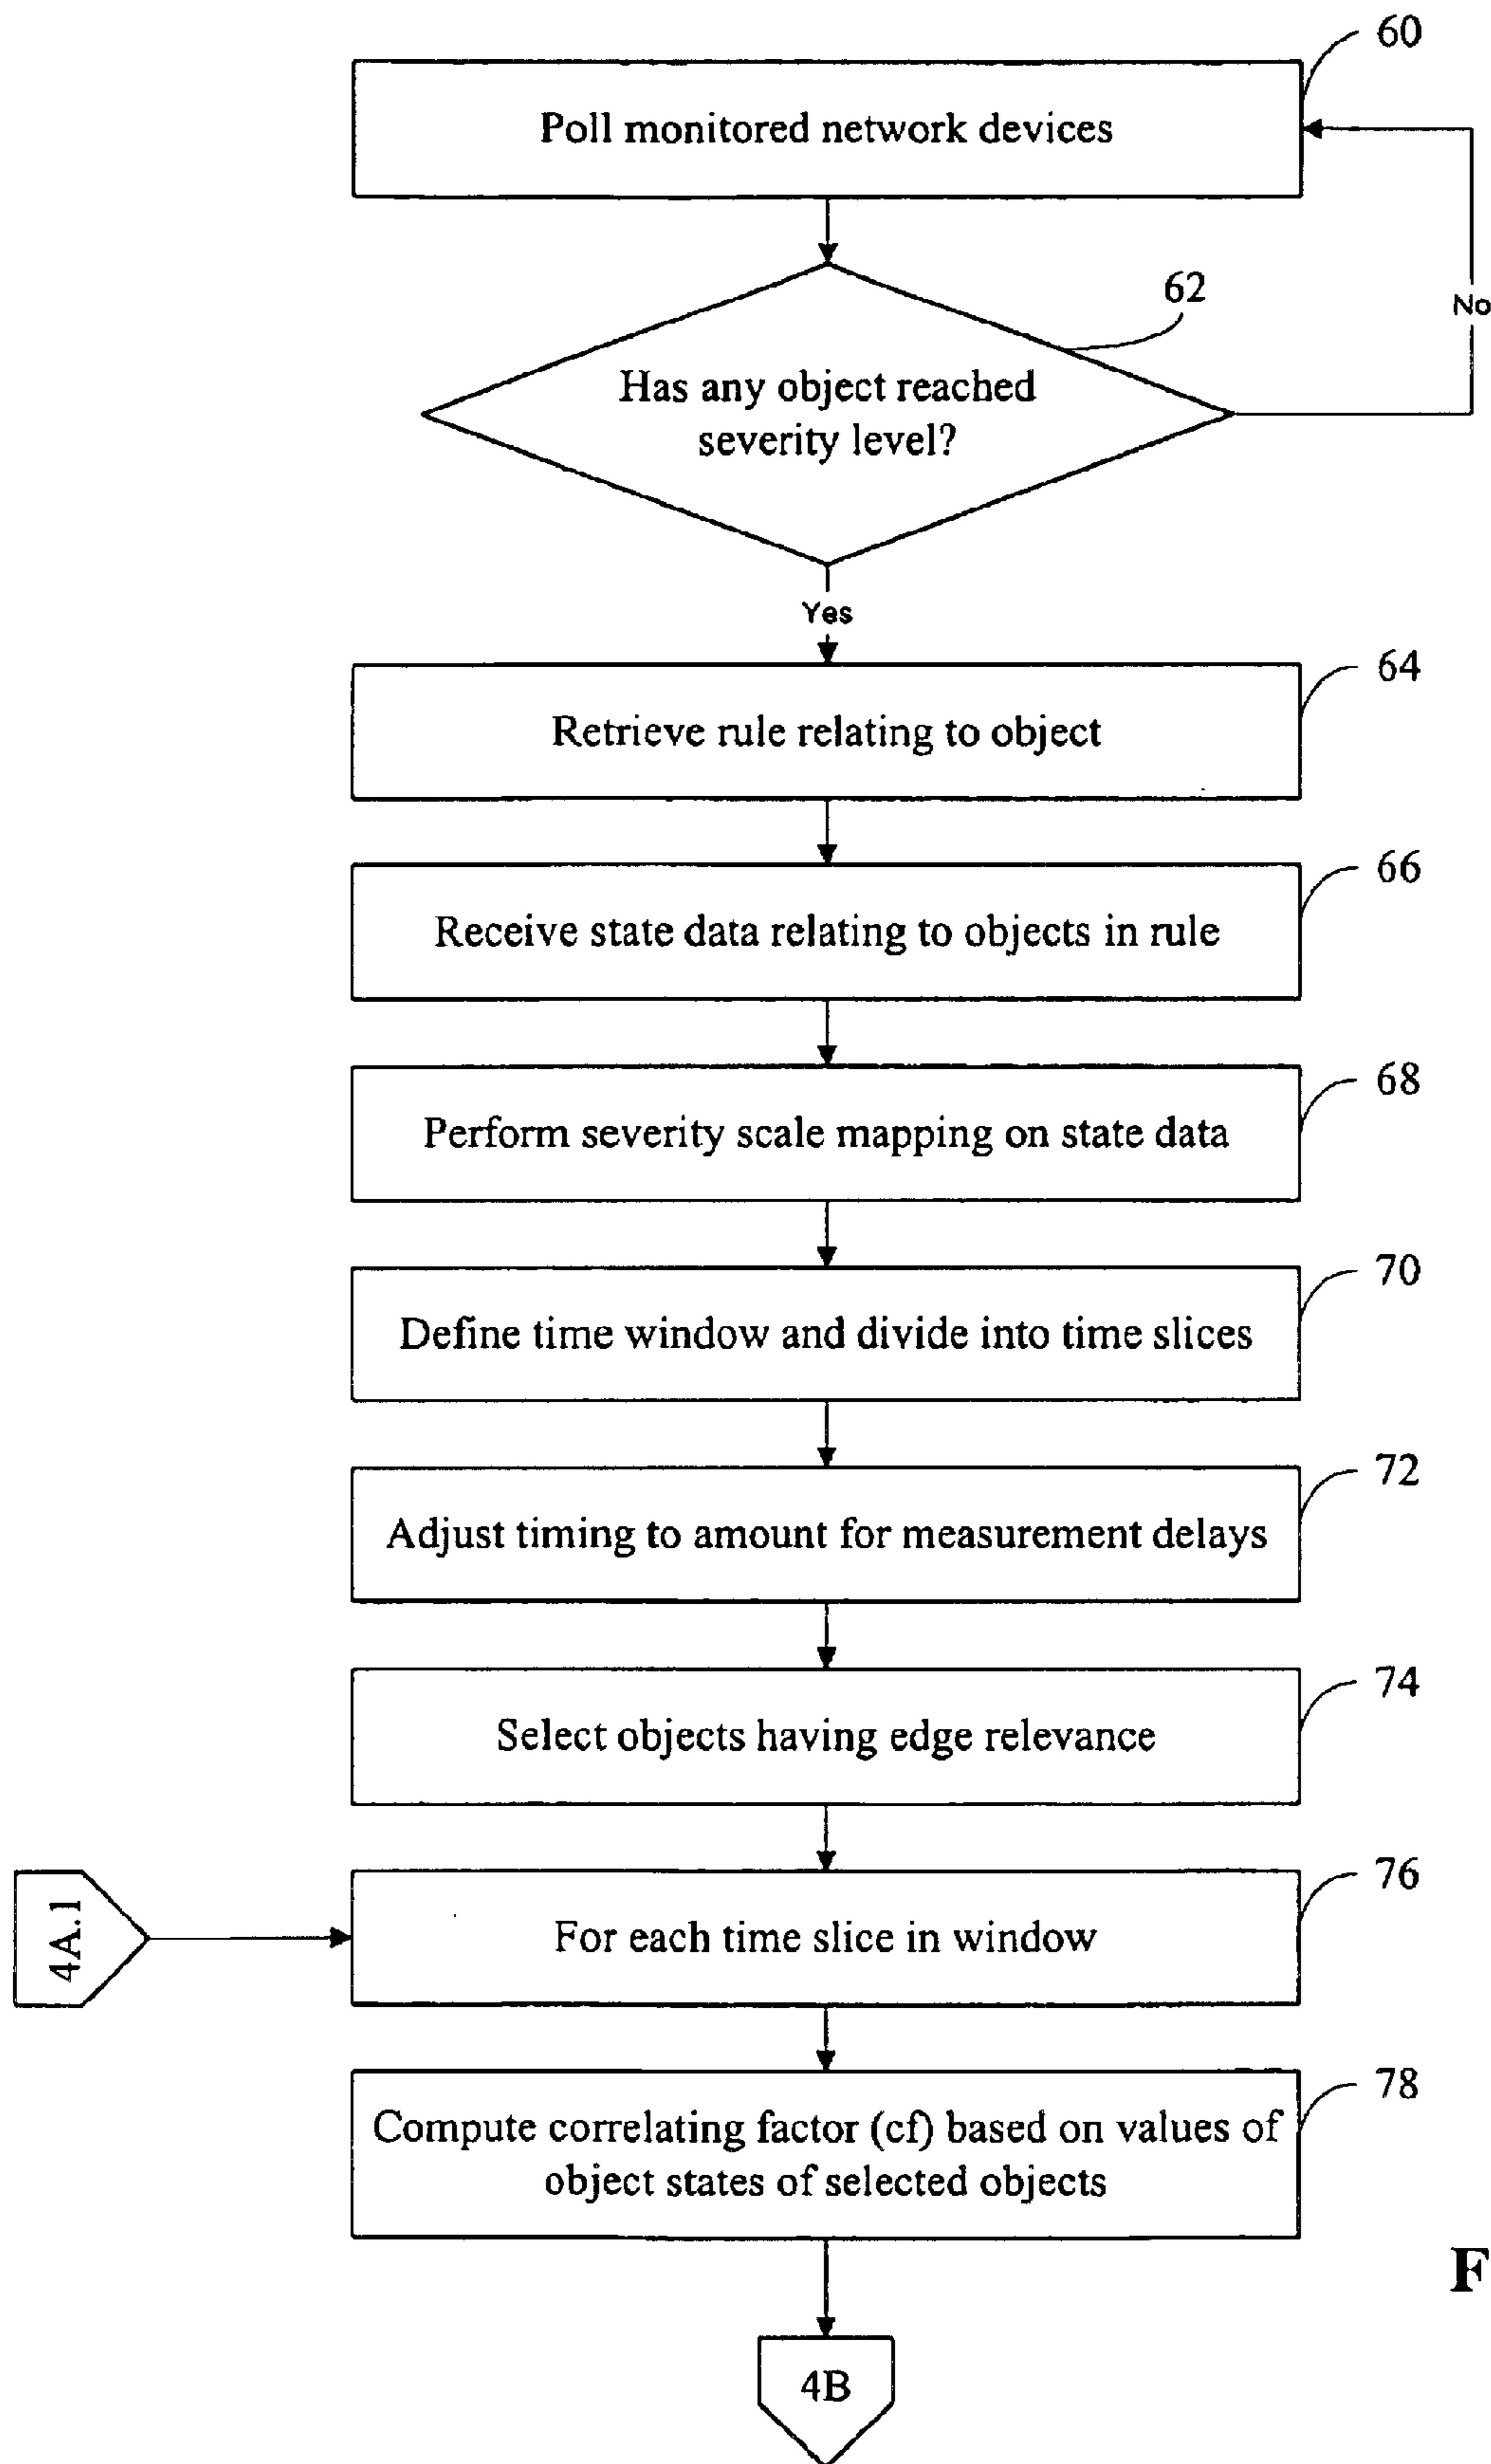 60
Poll monitored network devices
62
No
Has any object reached
severity level?
Yes
64
Retrieve rule relating to object
66
Receive state data relating to objects in rule
68
Perform severity scale mapping on state data
70
Define time window and divide into time slices
72
Adjust timing to amount for measurement delays
74
Select objects having edge relevance
76
4A.1
For each time slice in window
78
Compute correlating factor (cf) based on values of
object states of selected objects
F
4B